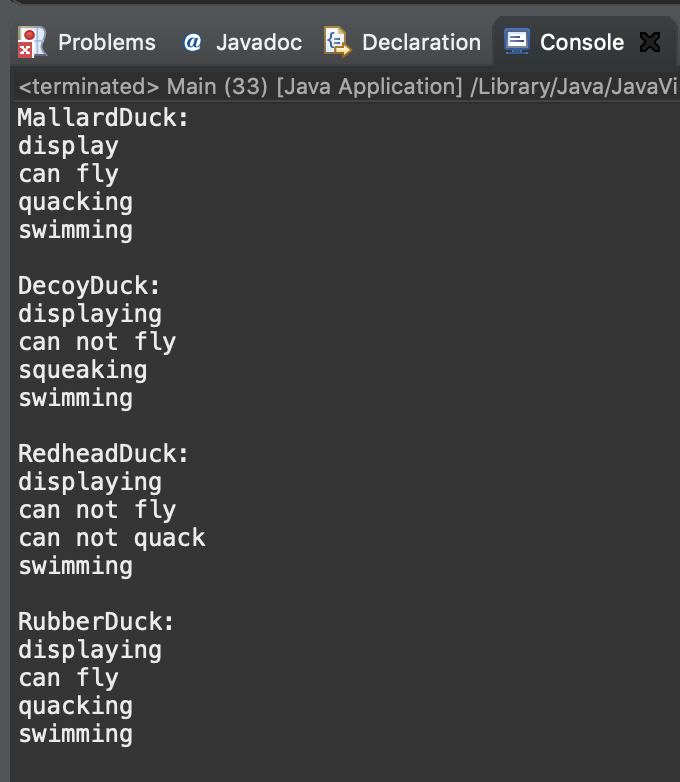 Problems @ Javadoc Declaration Console
<terminated> Main (33) [Java Application] /Library/Java/JavaVi
MallardDuck:
display
can fly
quacking
swimming
DecoyDuck:
displaying
can not fly
squeaking
swimming
RedheadDuck:
displaying
can not fly
can not quack
swimming
RubberDuck:
displaying
can fly
quacking
swimming